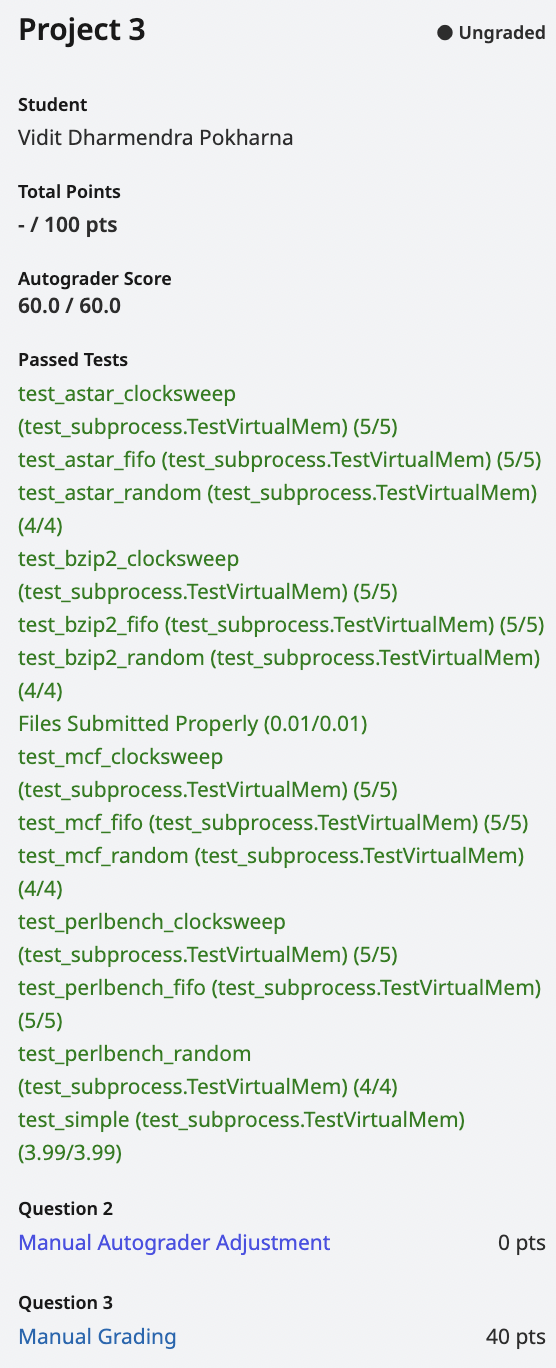 Project 3
Ungraded
Student
Vidit Dharmendra Pokharna
Total Points
- / 100 pts
Autograder Score
60.0 / 60.0
Passed Tests
test_astar_clocksweep
(test_subprocess.TestVirtualMem) (5/5)
test_astar_fifo (test_subprocess.TestVirtualMem) (5/5)
test_astar_random (test_subprocess.TestVirtualMem)
(4/4)
test_bzip2_clocksweep
(test_subprocess.TestVirtualMem) (5/5)
test_bzip2_fifo (test_subprocess.TestVirtualMem) (5/5)
test_bzip2_random (test_subprocess.TestVirtualMem)
(4/4)
Files Submitted Properly (0.01/0.01)
test_mcf_clocksweep
(test_subprocess.TestVirtualMem) (5/5)
test_mcf_fifo (test_subprocess.TestVirtualMem) (5/5)
test_mcf_random (test_subprocess.TestVirtualMem)
(4/4)
test_perlbench_clocksweep
(test_subprocess.TestVirtualMem) (5/5)
test_perlbench_fifo (test_subprocess.TestVirtualMem)
(5/5)
test_perlbench_random
(test_subprocess.TestVirtualMem) (4/4)
test_simple (test_subprocess.TestVirtualMem)
(3.99/3.99)
Question 2
Manual Autograder Adjustment 0 pts
Question 3
Manual Grading 40 pts